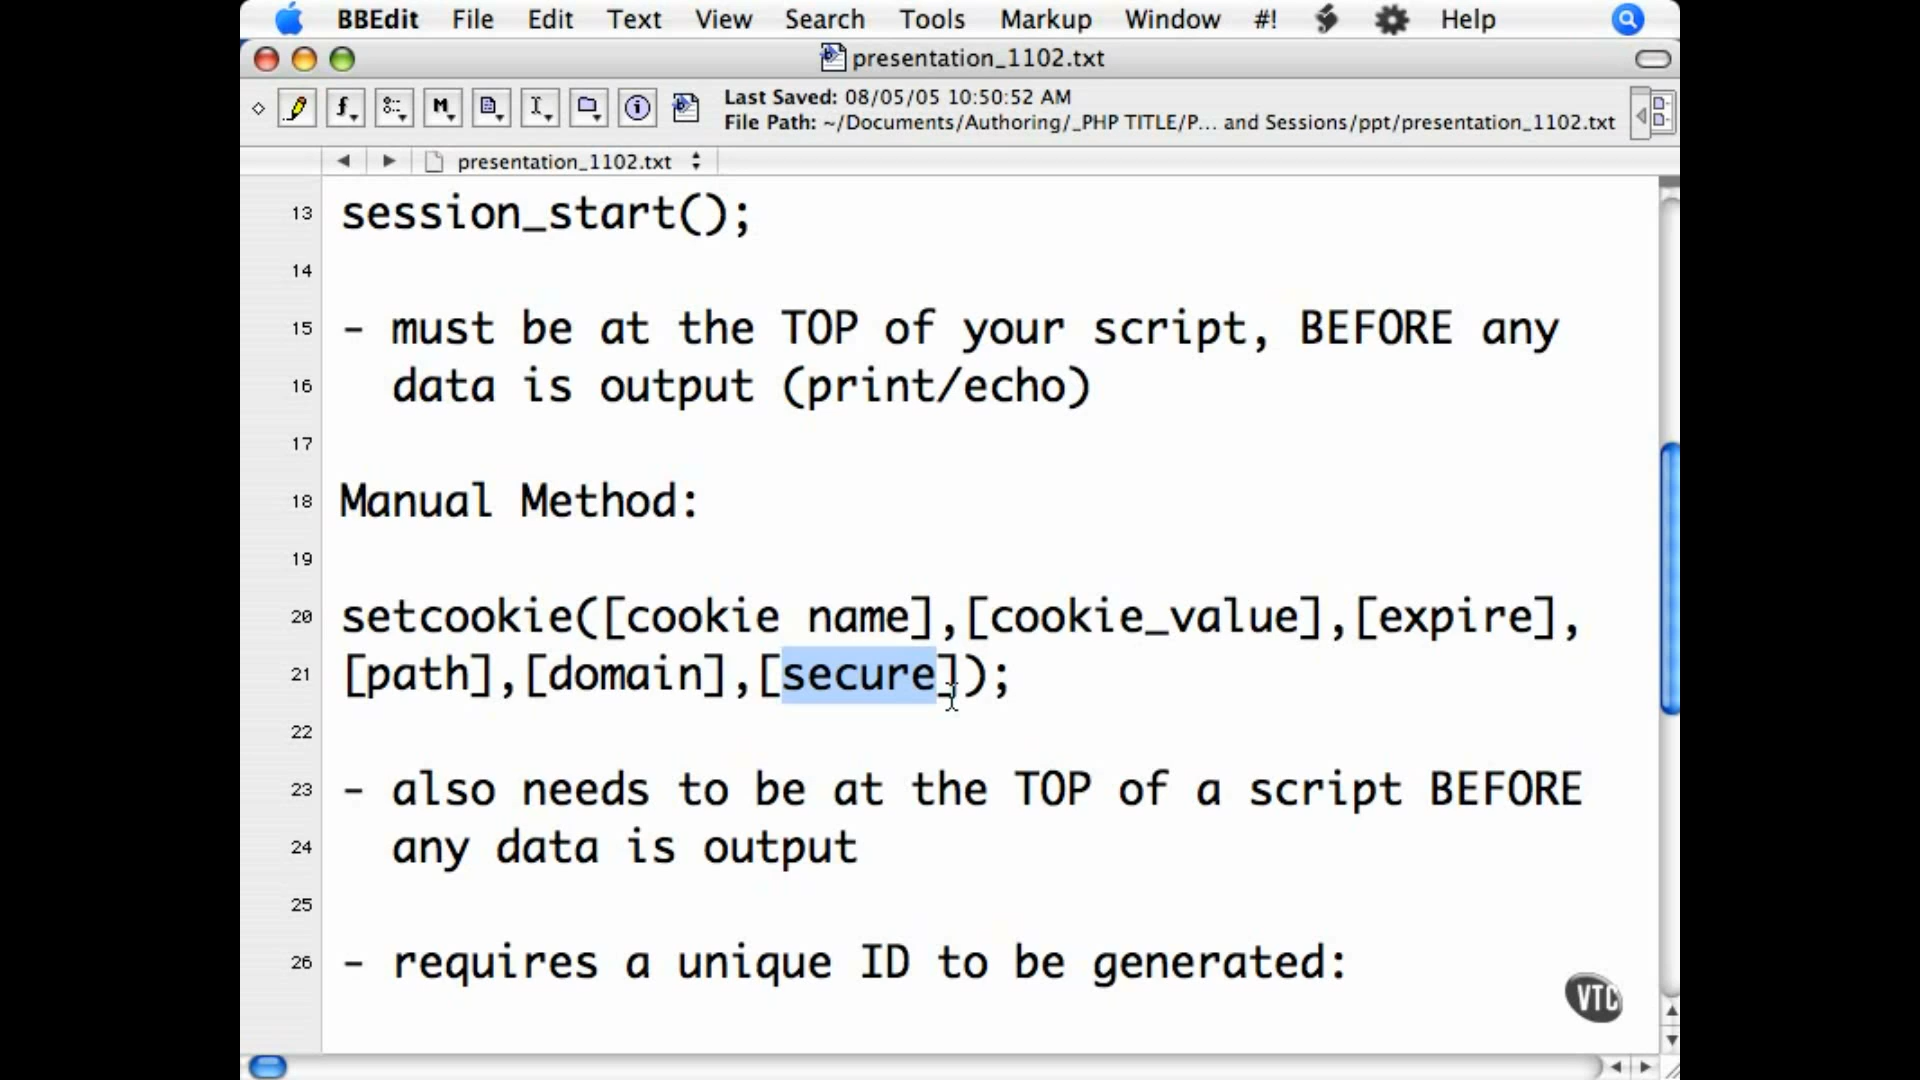 BBEdit File Edit Text View Search Tools Markup Window #! Help
presentation_1102.txt
Last Saved: 08/05/05 10:50:52 AM
File Path: ~/Documents/Authoring/_PHP TITLE/P... and Sessions/ppt/presentation_1102.txt
presentation_1102.txt
13 session_start();
14
15 - must be at the TOP of your script, BEFORE any
16 data is output (print/echo)
17
18 Manual Method:
19
20 setcookie([cookie name],[cookie_value],[expire],
21 [path],[domain],[secure]);
22
23 - also needs to be at the TOP of a script BEFORE
24 any data is output
25
26 - requires a unique ID to be generated:
VTC